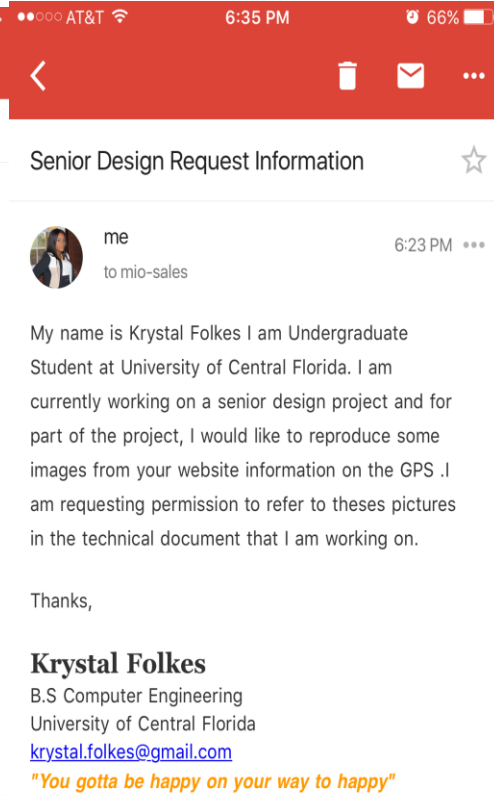 AT&T 6:35 PM 66%
Senior Design Request Information
me 6:23 PM
to mio-sales
My name is Krystal Folkes I am Undergraduate
Student at University of Central Florida. I am
currently working on a senior design project and for
part of the project, I would like to reproduce some
images from your website information on the GPS .I
am requesting permission to refer to theses pictures
in the technical document that I am working on.
Thanks,
Krystal Folkes
B.S Computer Engineering
University of Central Florida
krystal.folkes@gmail.com
"You gotta be happy on your way to happy"